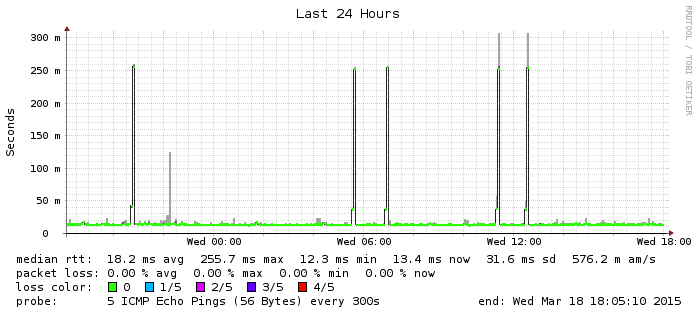 Last 24 Hours
RRDTOOL / TOBI OETIKER
Seconds
300 m
250 m
200 m
150 m
100 m
50 m
0
Wed 00:00 Wed 06:00 Wed 12:00 Wed 18:00
median rtt: 18.2 ms avg 255.7 ms max 12.3 ms min 13.4 ms now 31.6 ms sd 576.2 m am/s
packet loss: 0.00 % avg 0.00 % max 0.00 % min 0.00 % now
loss color: 0 1/5 2/5 3/5 4/5
probe: 5 ICMP Echo Pings (56 Bytes) every 300s end: Wed Mar 18 18:05:10 2015